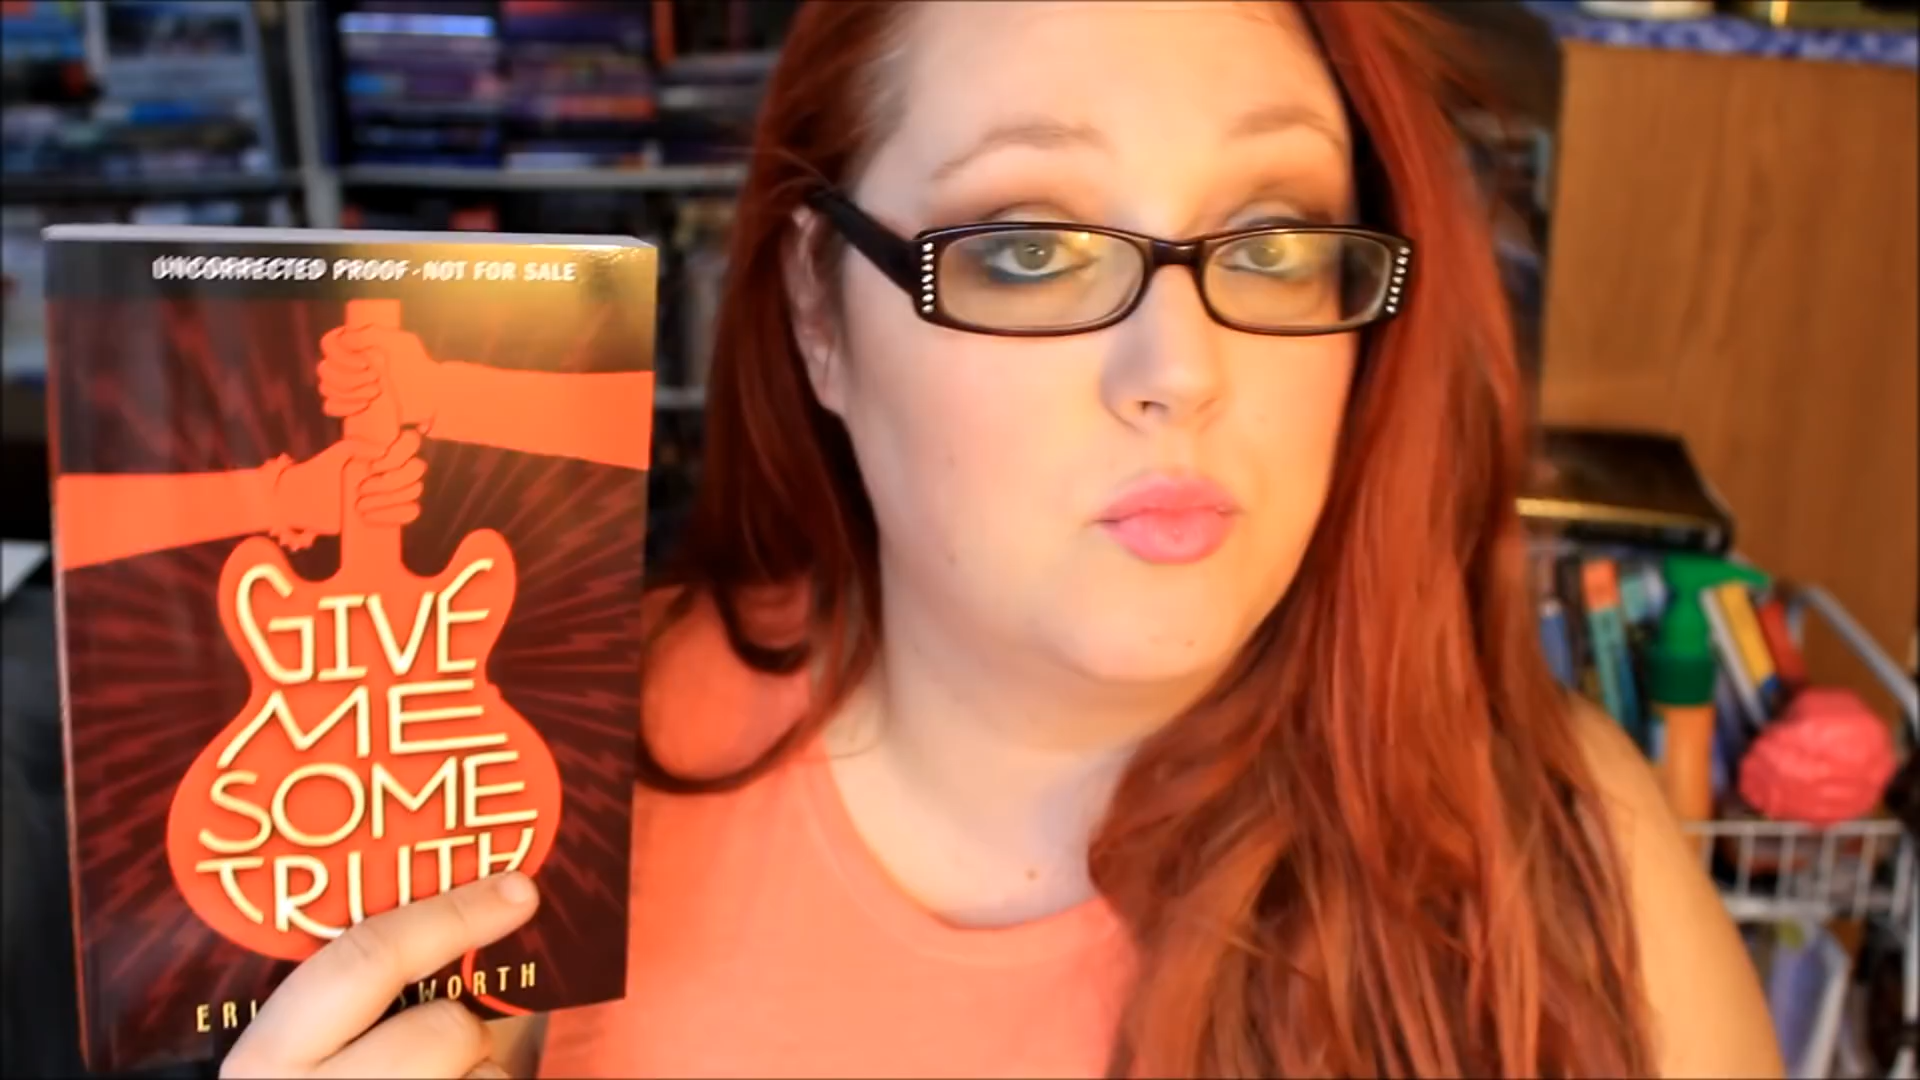 UNCORRECTED PROOF - NOT FOR SALE
GIVE
ME
SOME
TRUTH